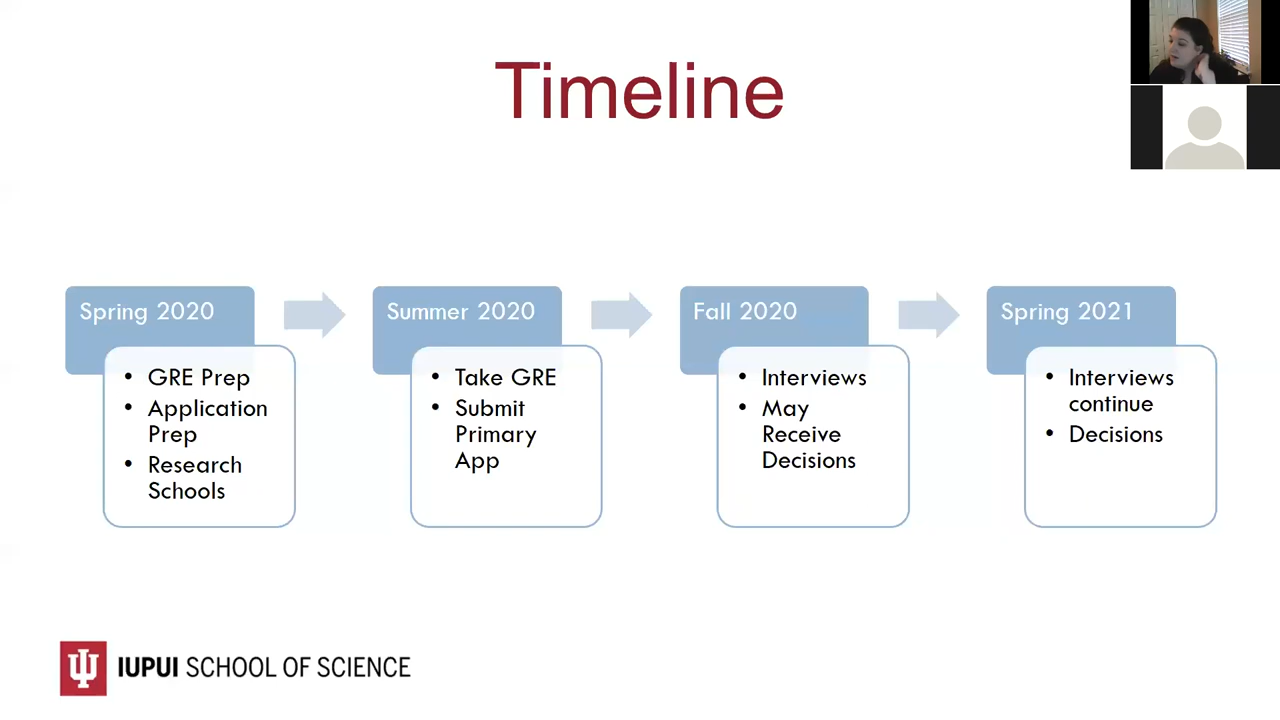 Timeline
Spring 2020
• GRE Prep
• Application
Prep
• Research
Schools
Summer 2020
• Take GRE
• Submit
Primary
App
Fall 2020
• Interviews
• May
Receive
Decisions
Spring 2021
• Interviews
continue
• Decisions
IUPUI SCHOOL OF SCIENCE